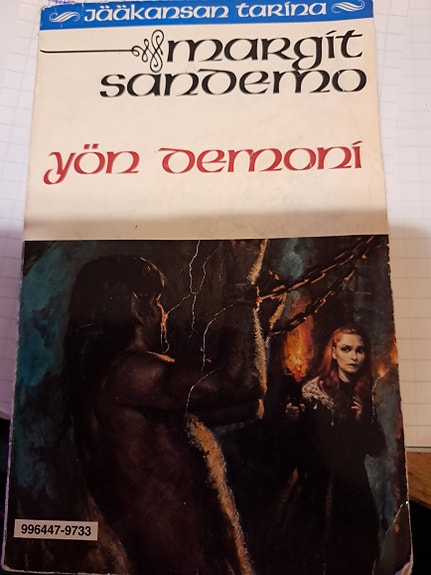 Jääkansan tarina
margit
sandemo
yön demoni
996447-9733